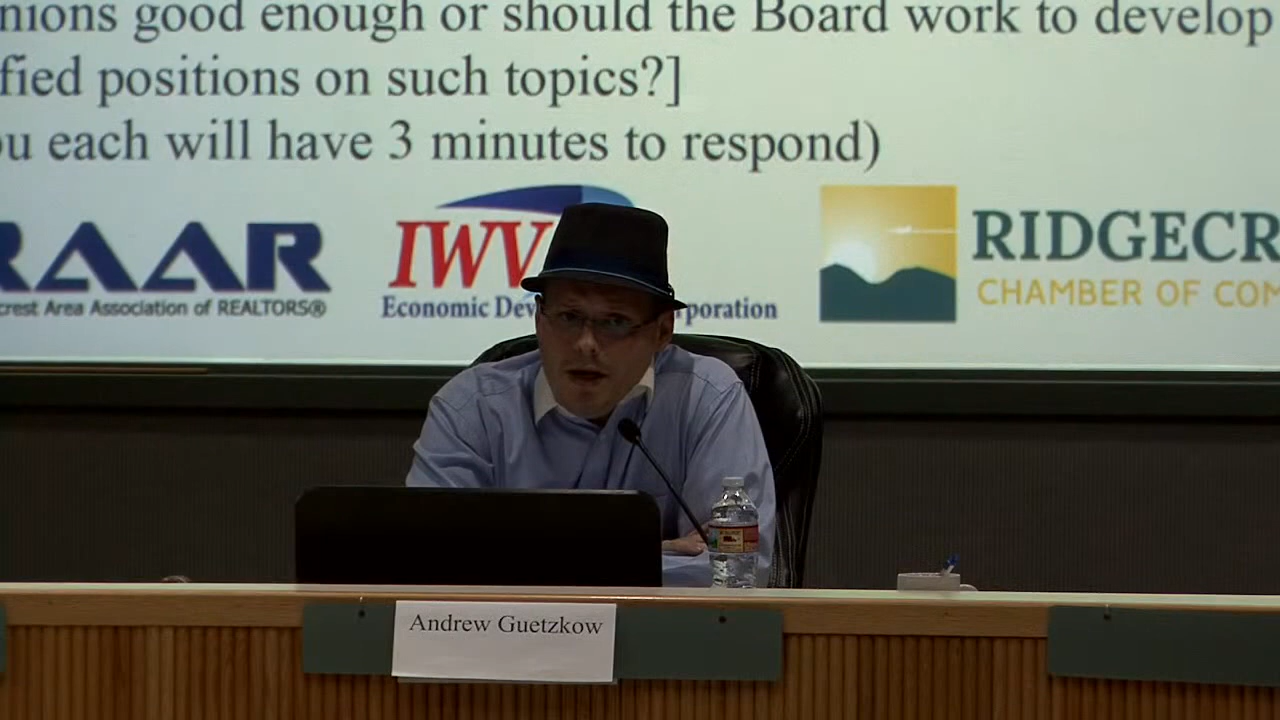 nions good enough or should the Board work to develop
fied positions on such topics?]
ou each will have 3 minutes to respond)
RAAR
crest Area Association of REALTORS®
IWV
Economic Dev
rporation
RIDGECR
CHAMBER OF COM
Andrew Guetzkow